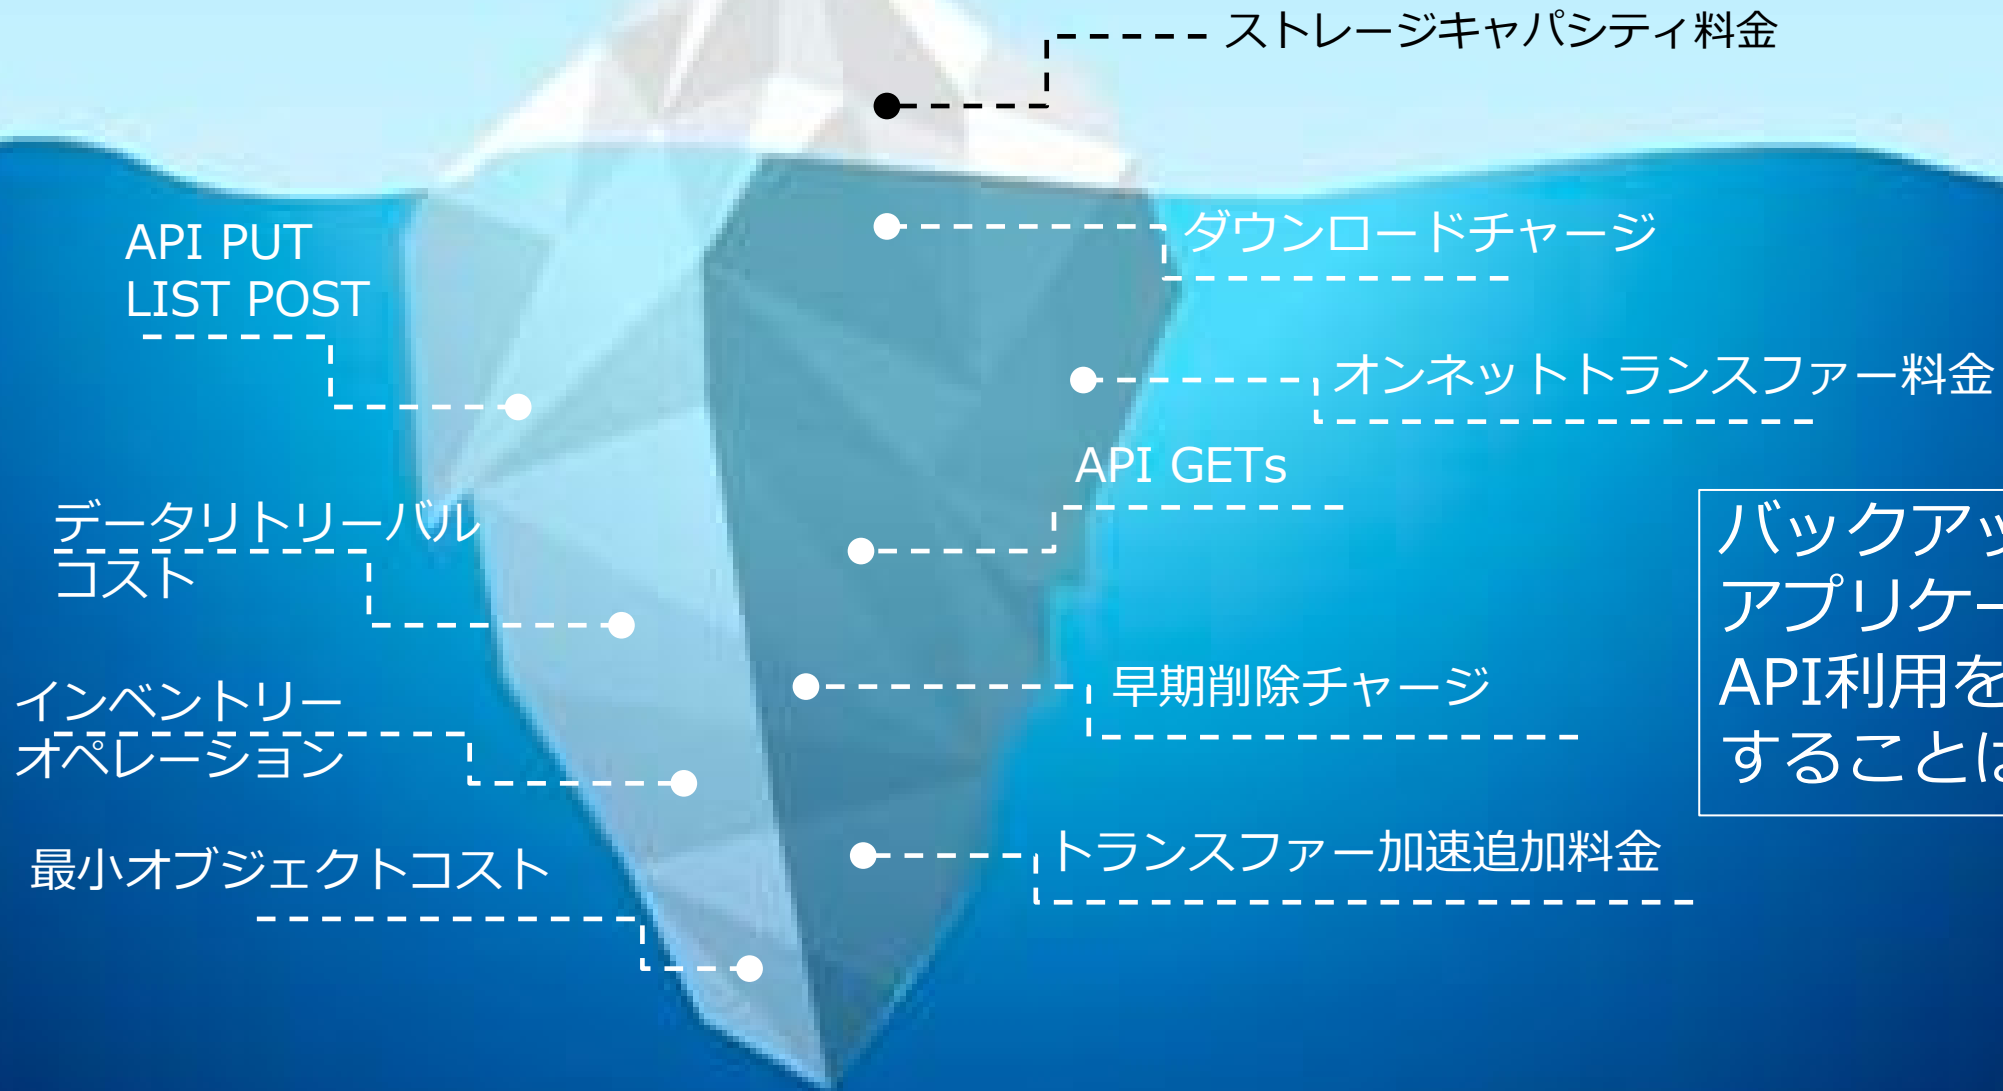 ストレージキャパシティ料金
API PUT
LIST POST
ダウンロードチャージ
オンネットトランスファー料金
API GETs
データリトリーバル
コスト
バックアッ
アプリケー
API利用を
することは
早期削除チャージ
インベントリー
オペレーション
トランスファー加速追加料金
最小オブジェクトコスト